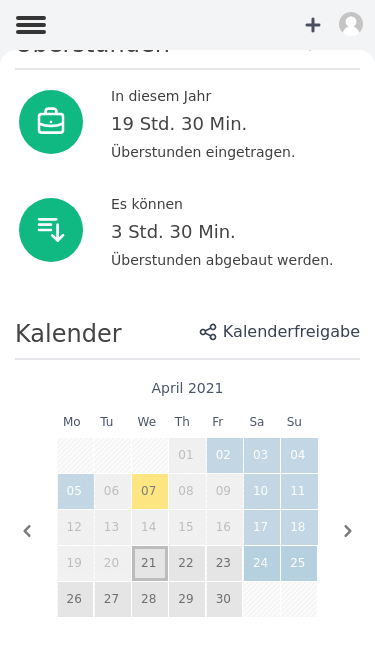 Überstunden
In diesem Jahr
19 Std. 30 Min.
Überstunden eingetragen.
Es können
3 Std. 30 Min.
Überstunden abgebaut werden.
Kalender
Kalenderfreigabe
April 2021
Mo Tu We Th Fr Sa Su
01 02 03 04
05 06 07 08 09 10 11
12 13 14 15 16 17 18
19 20 21 22 23 24 25
26 27 28 29 30